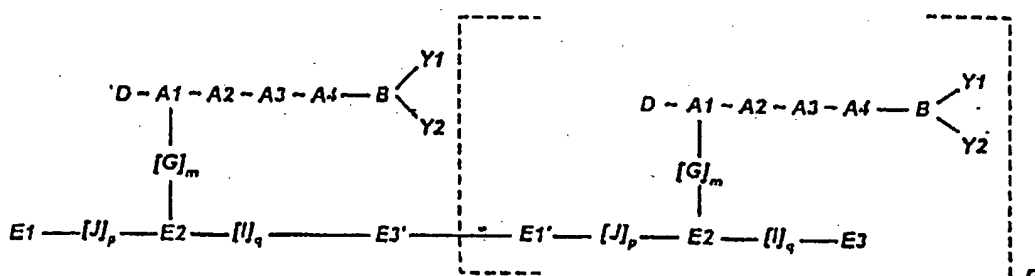 Y1
D ~ A1 ~ A2 ~ A3 ~ A4 — B
Y2
[G]m
E1 — [J]p — E2 — [I]q — E3'
Y1
D ~ A1 ~ A2 ~ A3 ~ A4 — B
Y2
[G]m
E1' — [J]p — E2 — [I]q — E3